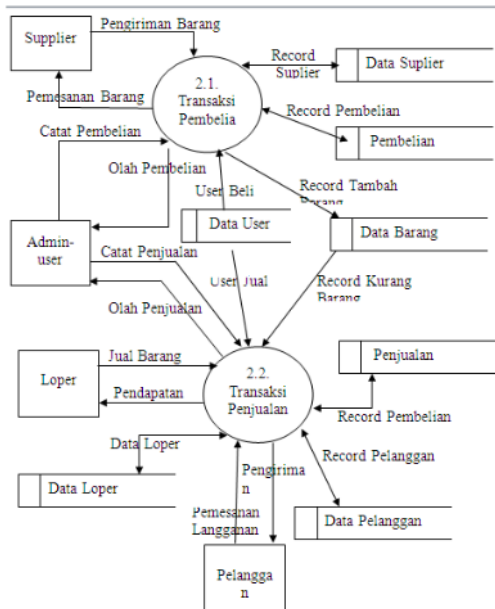 Pengiriman Barang
Supplier
Record
Suplier
Data Suplier
2.1.
Transaksi
Pembelia
Pemesanan Barang
Record Pembelian
Catat Pembelian
Pembelian
Olah Pembelian
User Beli
Record Tambah
Barang
Data User
Data Barang
Admin-
user
Catat Penjualan
User Jual
Record Kurang
Barang
Olah Penjualan
Penjualan
Jual Barang
2.2.
Transaksi
Penjualan
Loper
Pendapatan
Record Pembelian
Data Loper
Record Pelanggan
Pengirima
n
Data Loper
Pemesanan
Langganan
Data Pelanggan
Pelangga
n